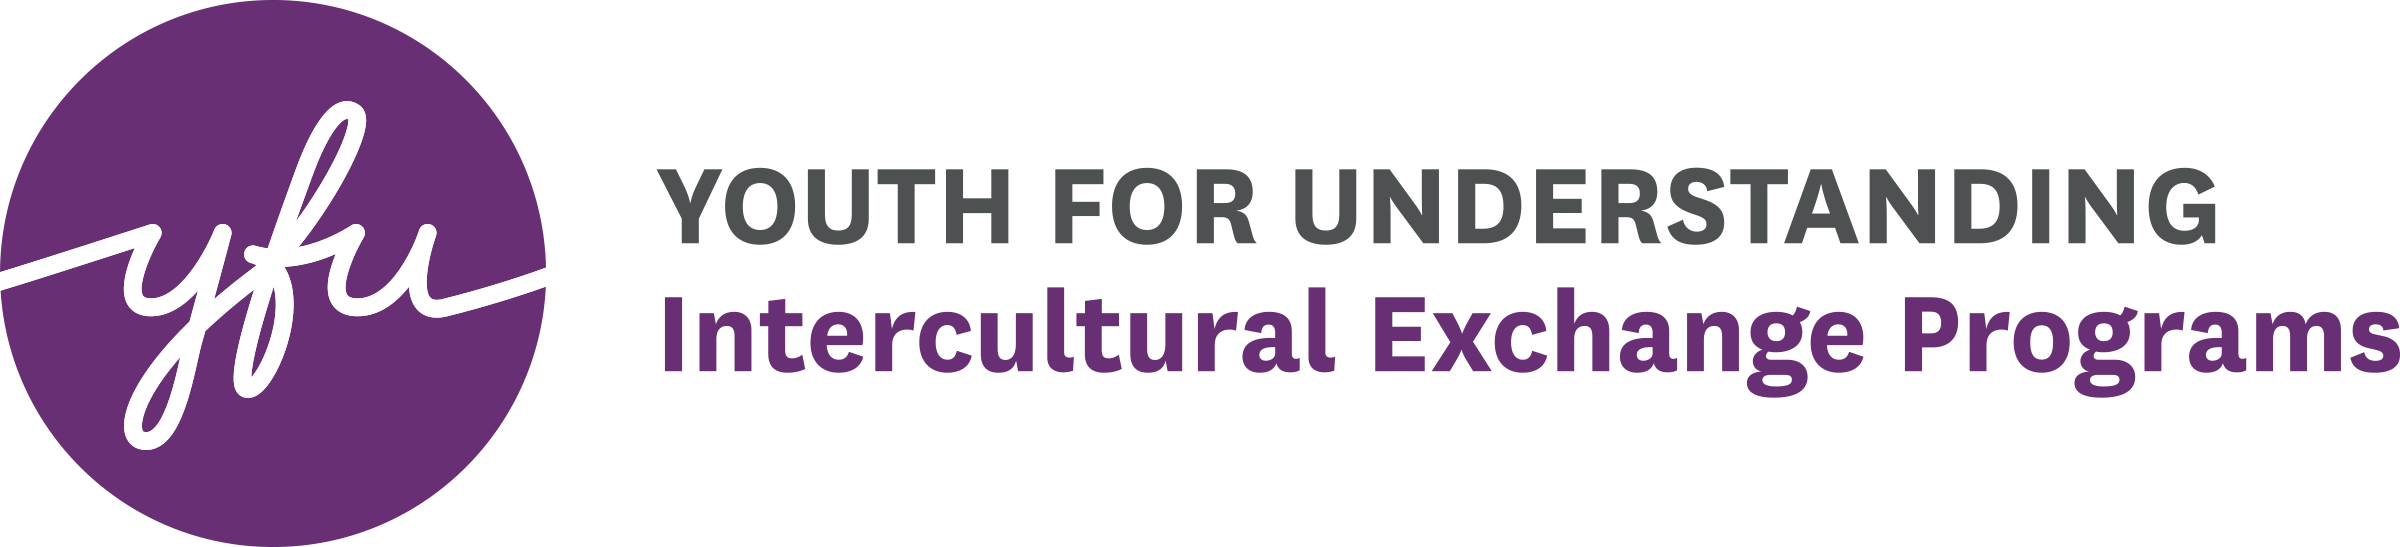 yfu
YOUTH FOR UNDERSTANDING
Intercultural Exchange Programs